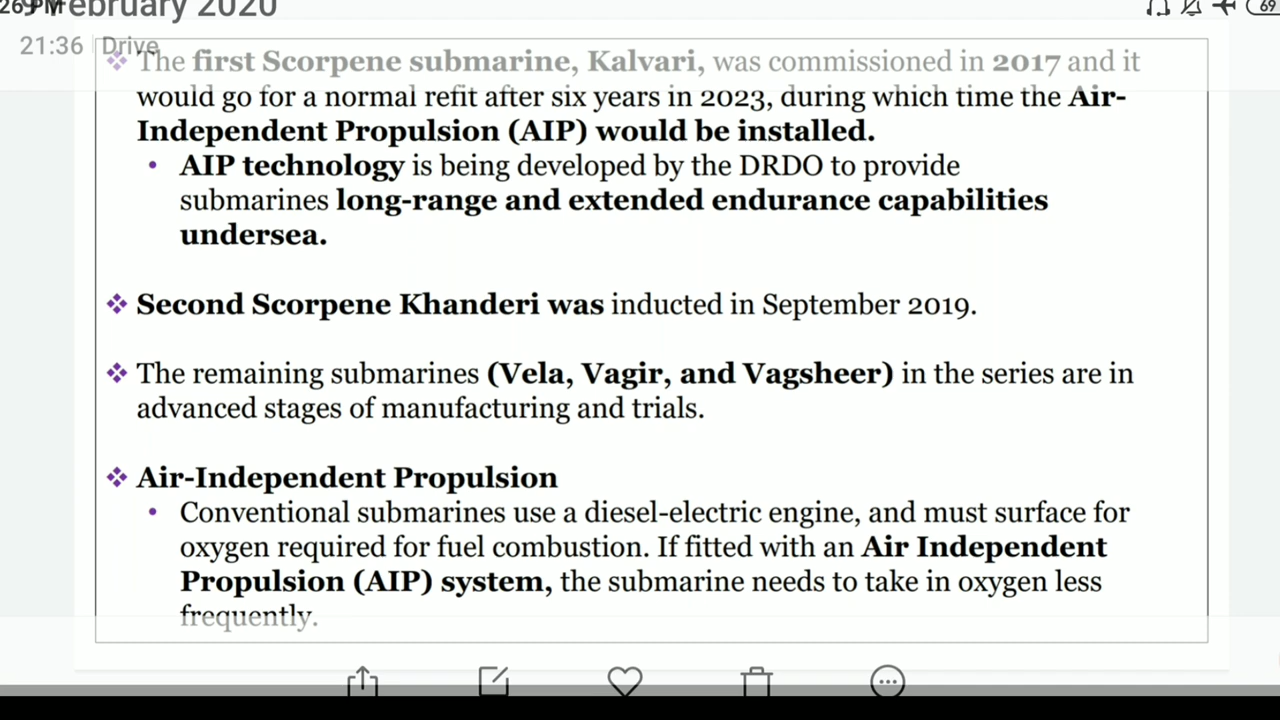 26 PM
9 February 2020
69
21:36 | Drive
The first Scorpene submarine, Kalvari, was commissioned in 2017 and it
would go for a normal refit after six years in 2023, during which time the Air-
Independent Propulsion (AIP) would be installed.
• AIP technology is being developed by the DRDO to provide
submarines long-range and extended endurance capabilities
undersea.
Second Scorpene Khanderi was inducted in September 2019.
The remaining submarines (Vela, Vagir, and Vagsheer) in the series are in
advanced stages of manufacturing and trials.
Air-Independent Propulsion
• Conventional submarines use a diesel-electric engine, and must surface for
oxygen required for fuel combustion. If fitted with an Air Independent
Propulsion (AIP) system, the submarine needs to take in oxygen less
frequently.